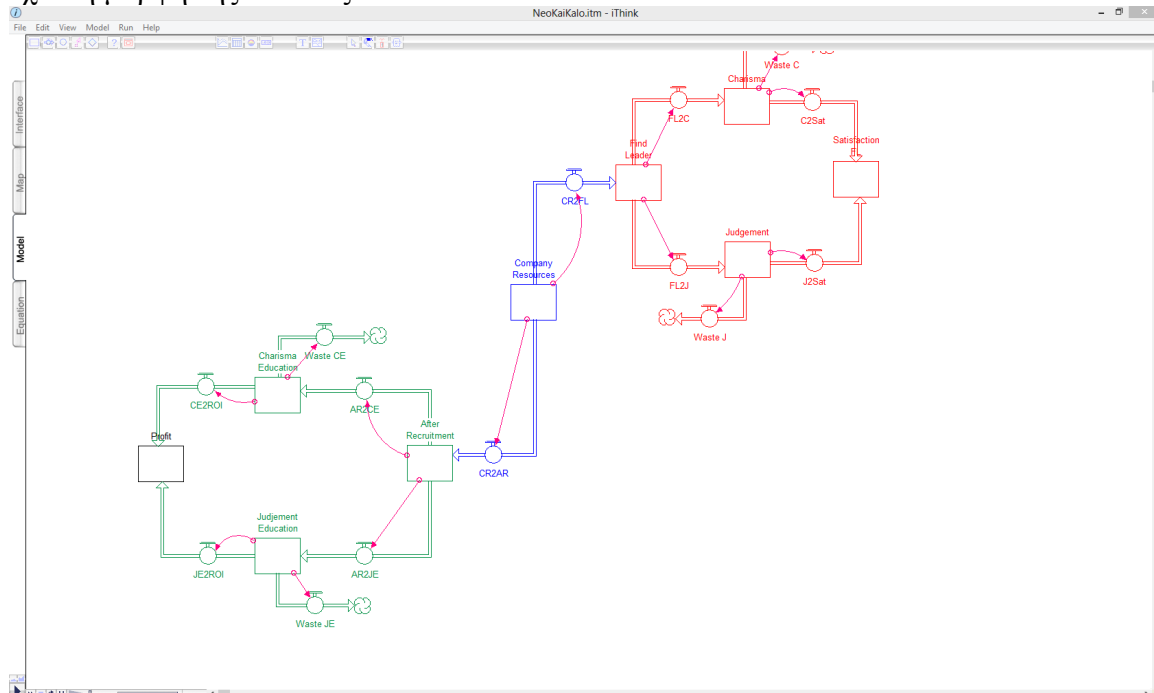 NeoKaiKalo.itm - iThink
File Edit View Model Run Help
Interface
Map
Model
Equation
Waste C
Charisma
FL2C
C2Sat
Find
Leader
Satisfaction
CR2FL
Judgement
FL2J
J2Sat
Waste J
Company
Resources
Charisma
Education
Waste CE
CE2ROI
AR2CE
After
Recruitment
Profit
CR2AR
Judjement
Education
JE2ROI
AR2JE
Waste JE